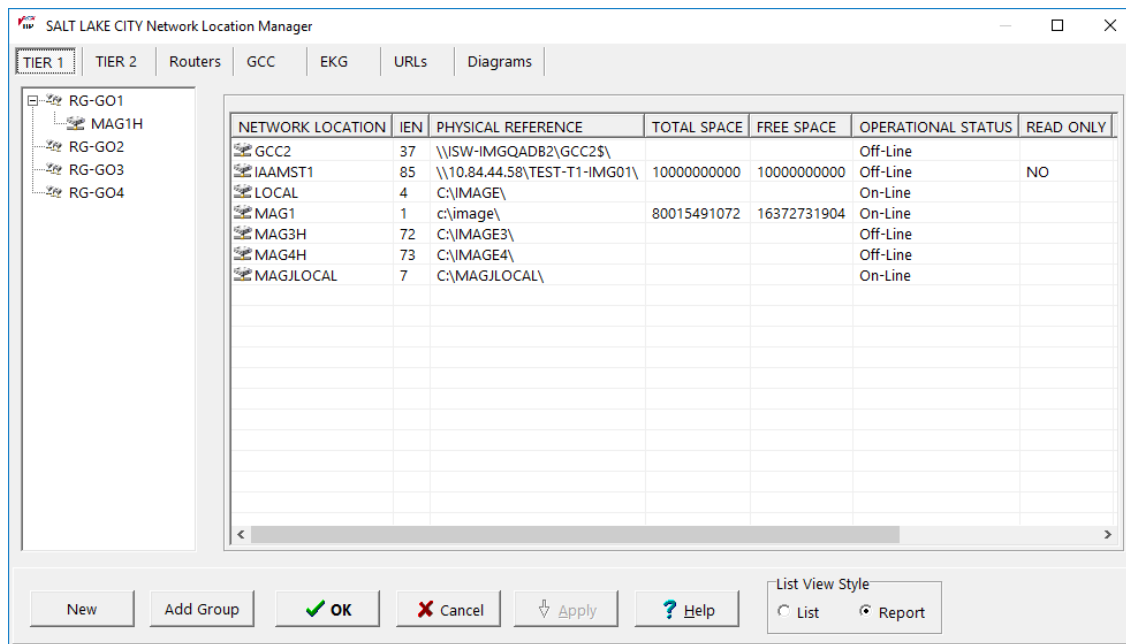 SALT LAKE CITY Network Location Manager
TIER 1 TIER 2 Routers GCC EKG URLs Diagrams
RG-GO1
MAG1H
RG-GO2
RG-GO3
RG-GO4
NETWORK LOCATION IEN PHYSICAL REFERENCE TOTAL SPACE FREE SPACE OPERATIONAL STATUS READ ONLY
GCC2 37 \\ISW-IMGQADB2\GCC2$\ Off-Line
IAAMST1 85 \\10.84.44.58\TEST-T1-IMG01\ 10000000000 10000000000 Off-Line NO
LOCAL 4 C:\IMAGE\ On-Line
MAG1 1 c:\image\ 80015491072 16372731904 On-Line
MAG3H 72 C:\IMAGE3\ Off-Line
MAG4H 73 C:\IMAGE4\ Off-Line
MAGJLOCAL 7 C:\MAGJLOCAL\ On-Line
List View Style
New Add Group OK Cancel Apply Help List Report